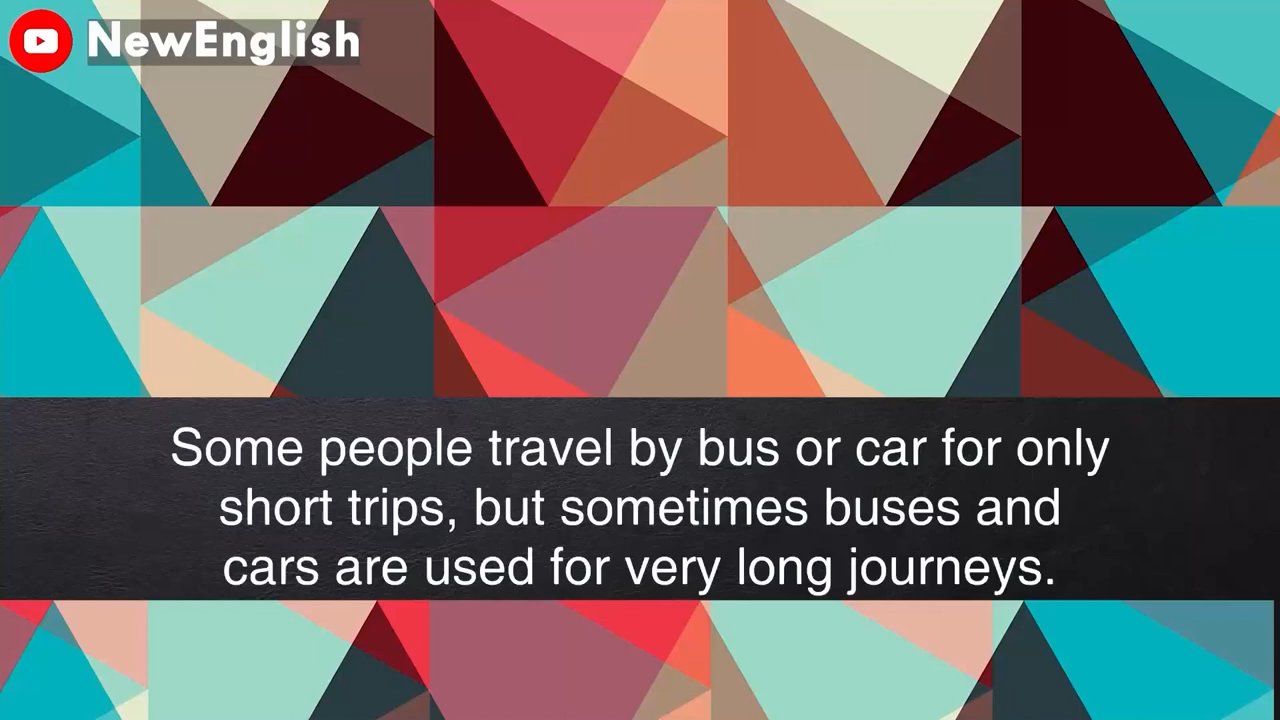 NewEnglish
Some people travel by bus or car for only
short trips, but sometimes buses and
cars are used for very long journeys.